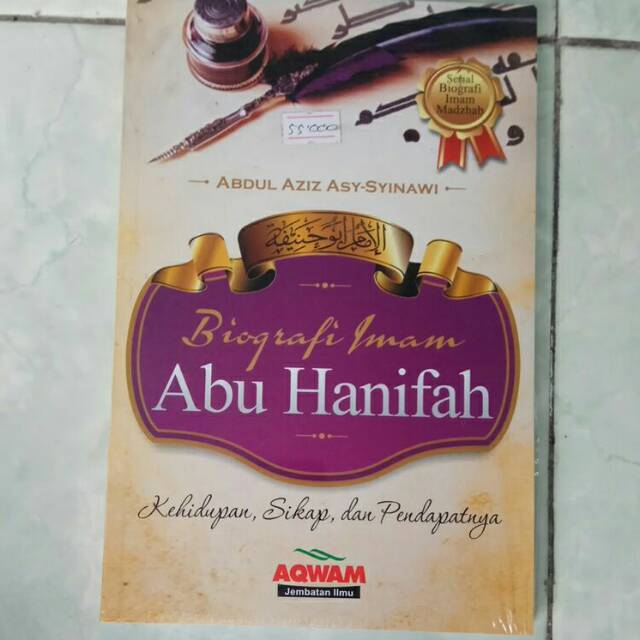 Serial
Biografi
Imam
Madzhab
55.000
ABDUL AZIZ ASY-SYINAWI
الإمام أبو حنيفة
Biografi Imam
Abu Hanifah
Kehidupan, Sikap, dan Pendapatnya
AQWAM
Jembatan Ilmu